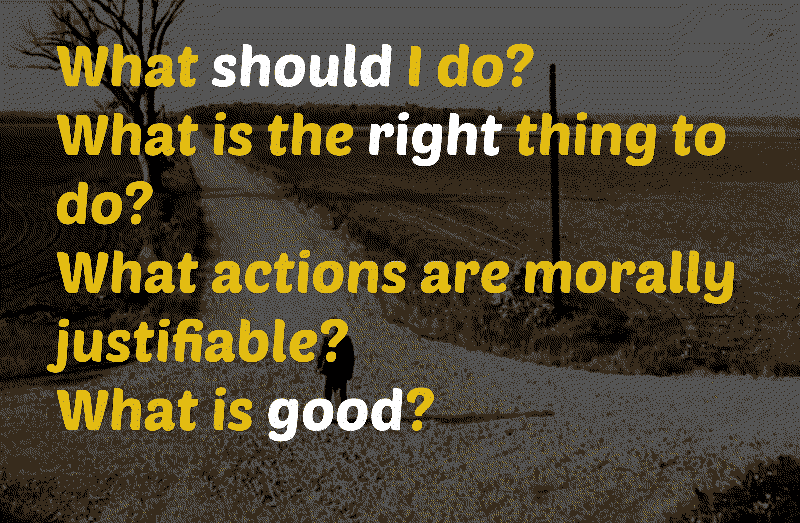 What should I do?
What is the right thing to
do?
What actions are morally
justifiable?
What is good?